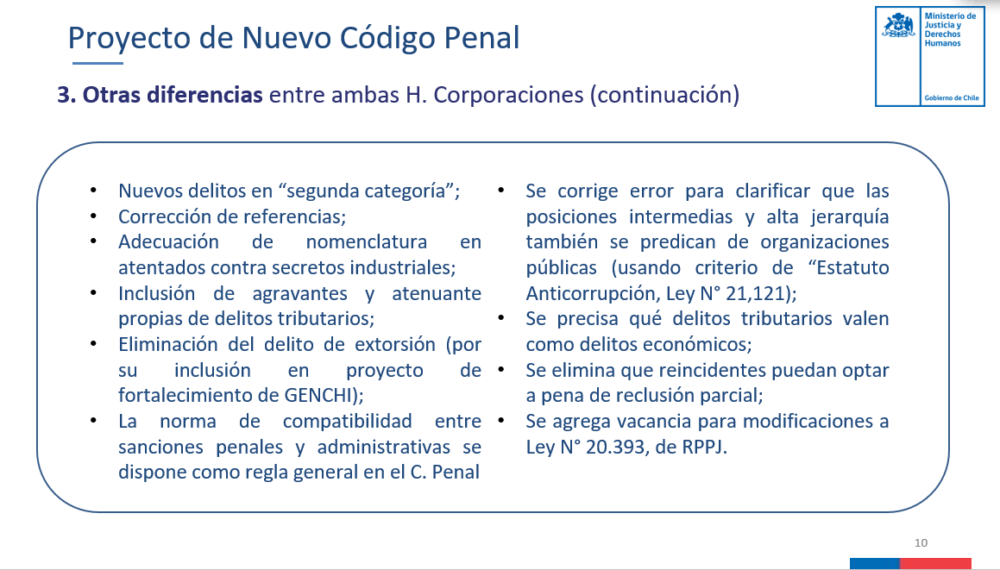 Proyecto de Nuevo Código Penal
Ministerio de
Justicia y
Derechos
Humanos
Gobierno de Chile
3. Otras diferencias entre ambas H. Corporaciones (continuación)
• Nuevos delitos en “segunda categoría”;
• Corrección de referencias;
• Adecuación de nomenclatura en
atentados contra secretos industriales;
• Inclusión de agravantes y atenuante
propias de delitos tributarios;
• Eliminación del delito de extorsión (por
su inclusión en proyecto de
fortalecimiento de GENCHI);
• La norma de compatibilidad entre
sanciones penales y administrativas se
dispone como regla general en el C. Penal
• Se corrige error para clarificar que las
posiciones intermedias y alta jerarquía
también se predican de organizaciones
públicas (usando criterio de “Estatuto
Anticorrupción, Ley N° 21,121);
• Se precisa qué delitos tributarios valen
como delitos económicos;
• Se elimina que reincidentes puedan optar
a pena de reclusión parcial;
• Se agrega vacancia para modificaciones a
Ley N° 20.393, de RPPJ.
10